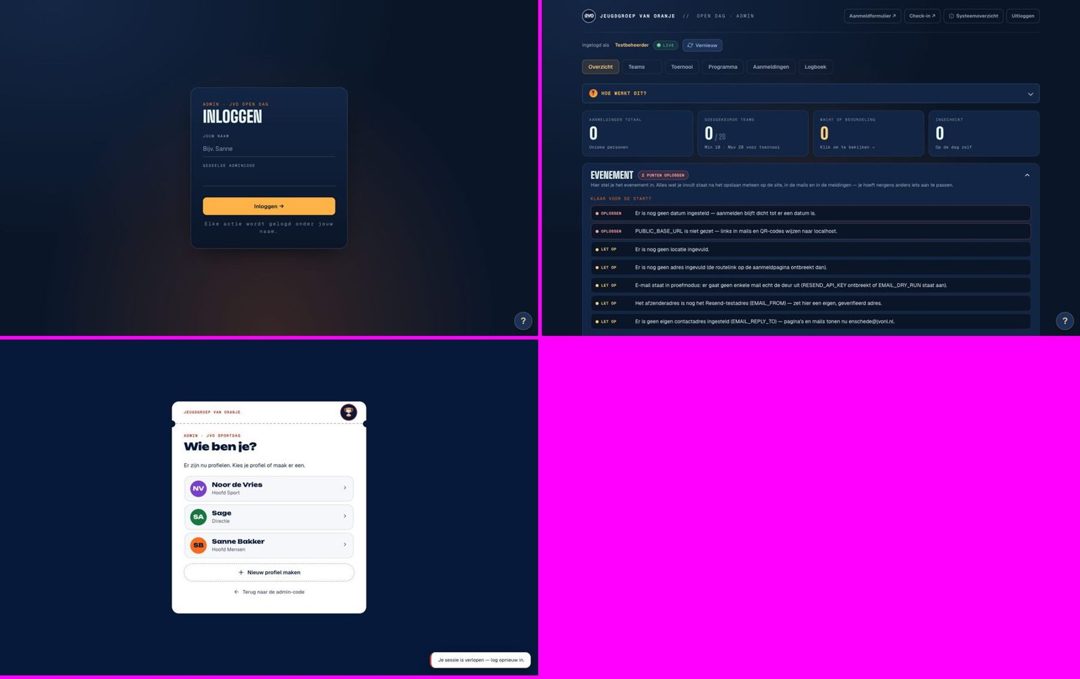 ADMIN · JVO OPEN DAG
INLOGGEN
JOUW NAAM
Bijv. Sanne
GEDEELDE ADMINCODE
Inloggen →
Elke actie wordt gelogd onder jouw
naam.
?
JEUGDGROEP VAN ORANJE // OPEN DAG · ADMIN
Aanmeldformulier ↗
Check-in ↗
Systeemoverzicht
Uitloggen
Ingelogd als Testbeheerder
LIVE
Vernieuw
Overzicht
Teams
Toernooi
Programma
Aanmeldingen
Logboek
? HOE WERKT DIT?
AANMELDINGEN TOTAAL
0
Unieke personen
GOEDGEKEURDE TEAMS
0 / 20
Min 10 · Max 20 voor toernooi
WACHT OP BEOORDELING
0
Klik om te bekijken →
INGECHECKT
0
Op de dag zelf
EVENEMENT
2 PUNTEN OPLOSSEN
Hier stel je het evenement in. Alles wat je invult staat na het opslaan meteen op de site, in de mails en in de meldingen — je hoeft nergens anders iets aan te passen.
KLAAR VOOR DE START?
OPLOSSEN Er is nog geen datum ingesteld — aanmelden blijft dicht tot er een datum is.
OPLOSSEN PUBLIC_BASE_URL is niet gezet — links in mails en QR-codes wijzen naar localhost.
LET OP Er is nog geen locatie ingevuld.
LET OP Er is nog geen adres ingevuld (de routelink op de aanmeldpagina ontbreekt dan).
LET OP E-mail staat in proefmodus: er gaat geen enkele mail echt de deur uit (RESEND_API_KEY ontbreekt of EMAIL_DRY_RUN staat aan).
LET OP Het afzenderadres is nog het Resend-testadres (EMAIL_FROM) — zet hier een eigen, geverifieerd adres.
LET OP Er is geen eigen contactadres ingesteld (EMAIL_REPLY_TO) — pagina's en mails tonen nu enschede@jvonl.nl.
?
JEUGDGROEP VAN ORANJE
ADMIN · JVO SPORTDAG
Wie ben je?
Er zijn nu profielen. Kies je profiel of maak er een.
NV Noor de Vries
Hoofd Sport
SA Sage
Directie
SB Sanne Bakker
Hoofd Mensen
+ Nieuw profiel maken
← Terug naar de admin-code
Je sessie is verlopen — log opnieuw in.